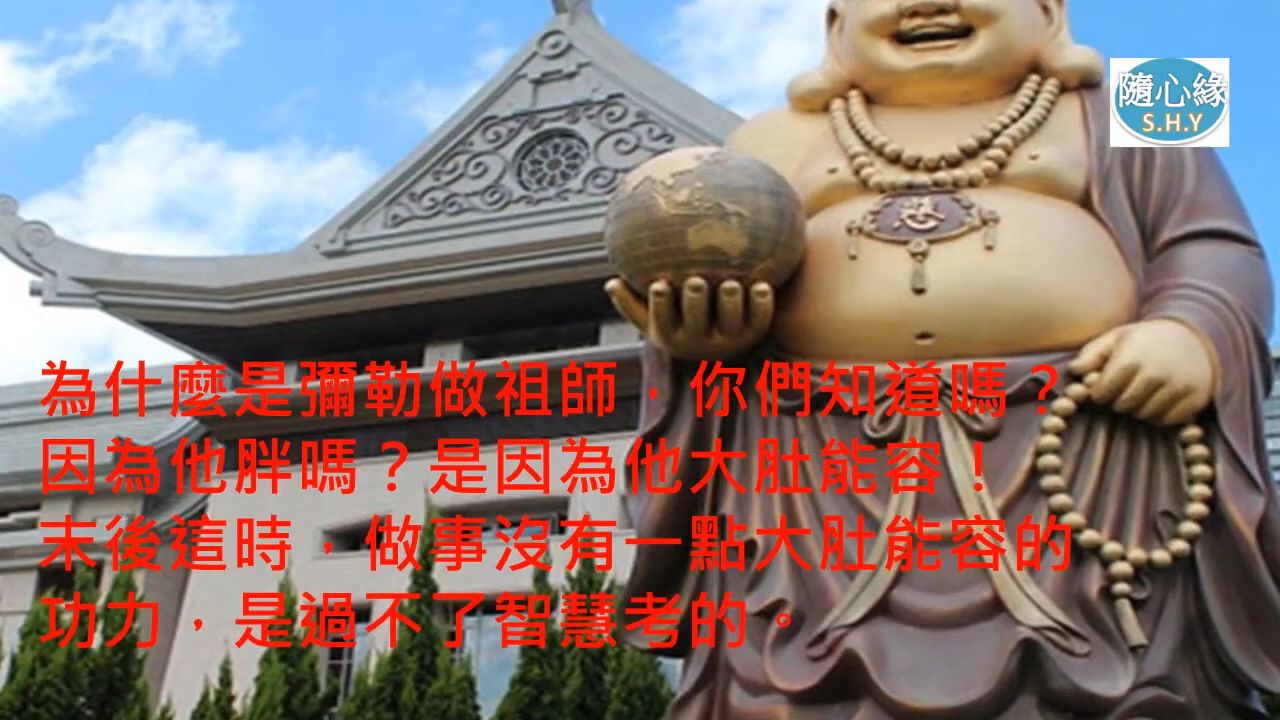 隨心緣
S.H.Y
為什麼是彌勒做祖師，你們知道嗎？
因為他胖嗎？是因為他大肚能容！
末後這時，做事沒有一點大肚能容的
功力，是過不了智慧考的。